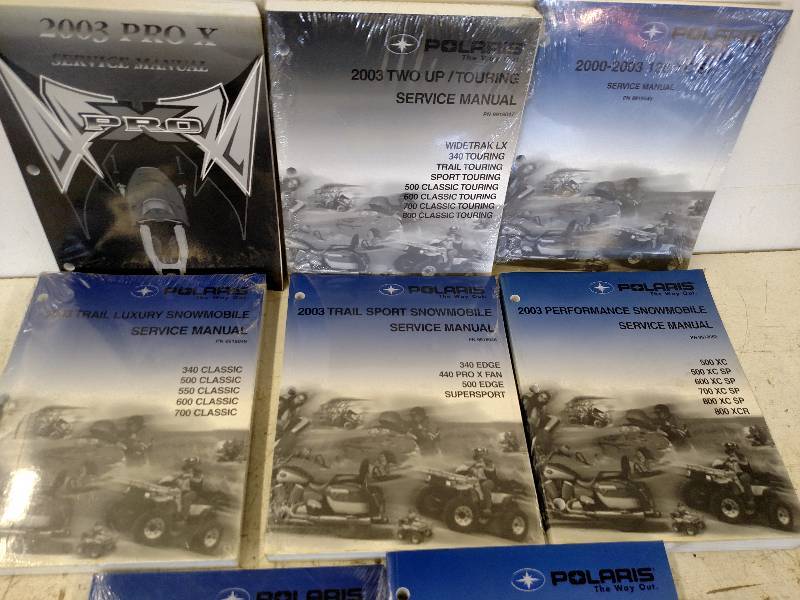 2003 PRO X
SERVICE MANUAL
PRO X
POLARIS
The Way Out.
2003 TWO UP/TOURING
SERVICE MANUAL
WIDETRAK LX
340 TOURING
TRAIL TOURING
SPORT TOURING
500 CLASSIC TOURING
600 CLASSIC TOURING
700 CLASSIC TOURING
800 CLASSIC TOURING
POLARIS
2000-2003
SERVICE MANUAL
POLARIS
The Way Out.
2003 TRAIL LUXURY SNOWMOBILE
SERVICE MANUAL
340 CLASSIC
500 CLASSIC
550 CLASSIC
600 CLASSIC
700 CLASSIC
POLARIS
The Way Out.
2003 TRAIL SPORT SNOWMOBILE
SERVICE MANUAL
340 EDGE
440 PRO X FAN
500 EDGE
SUPERSPORT
POLARIS
The Way Out.
2003 PERFORMANCE SNOWMOBILE
SERVICE MANUAL
500 XC
500 XC SP
600 XC SP
700 XC SP
800 XC SP
800 XCR
POLARIS
POLARIS
The Way Out.